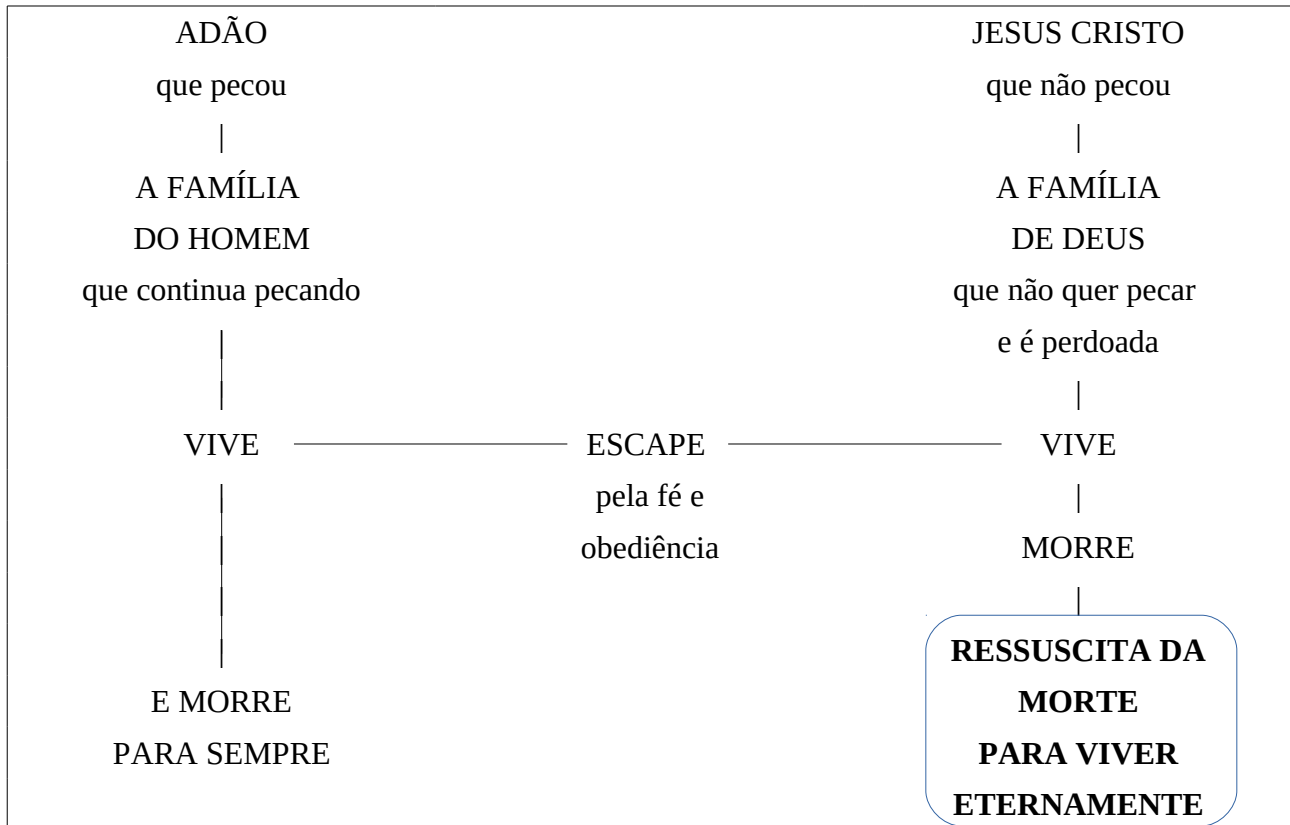 ADÃO
que pecou
|
A FAMÍLIA
DO HOMEM
que continua pecando
|
|
VIVE
|
|
|
|
E MORRE
PARA SEMPRE
ESCAPE
pela fé e
obediência
JESUS CRISTO
que não pecou
|
A FAMÍLIA
DE DEUS
que não quer pecar
e é perdoada
|
VIVE
|
MORRE
|
RESSUSCITA DA
MORTE
PARA VIVER
ETERNAMENTE